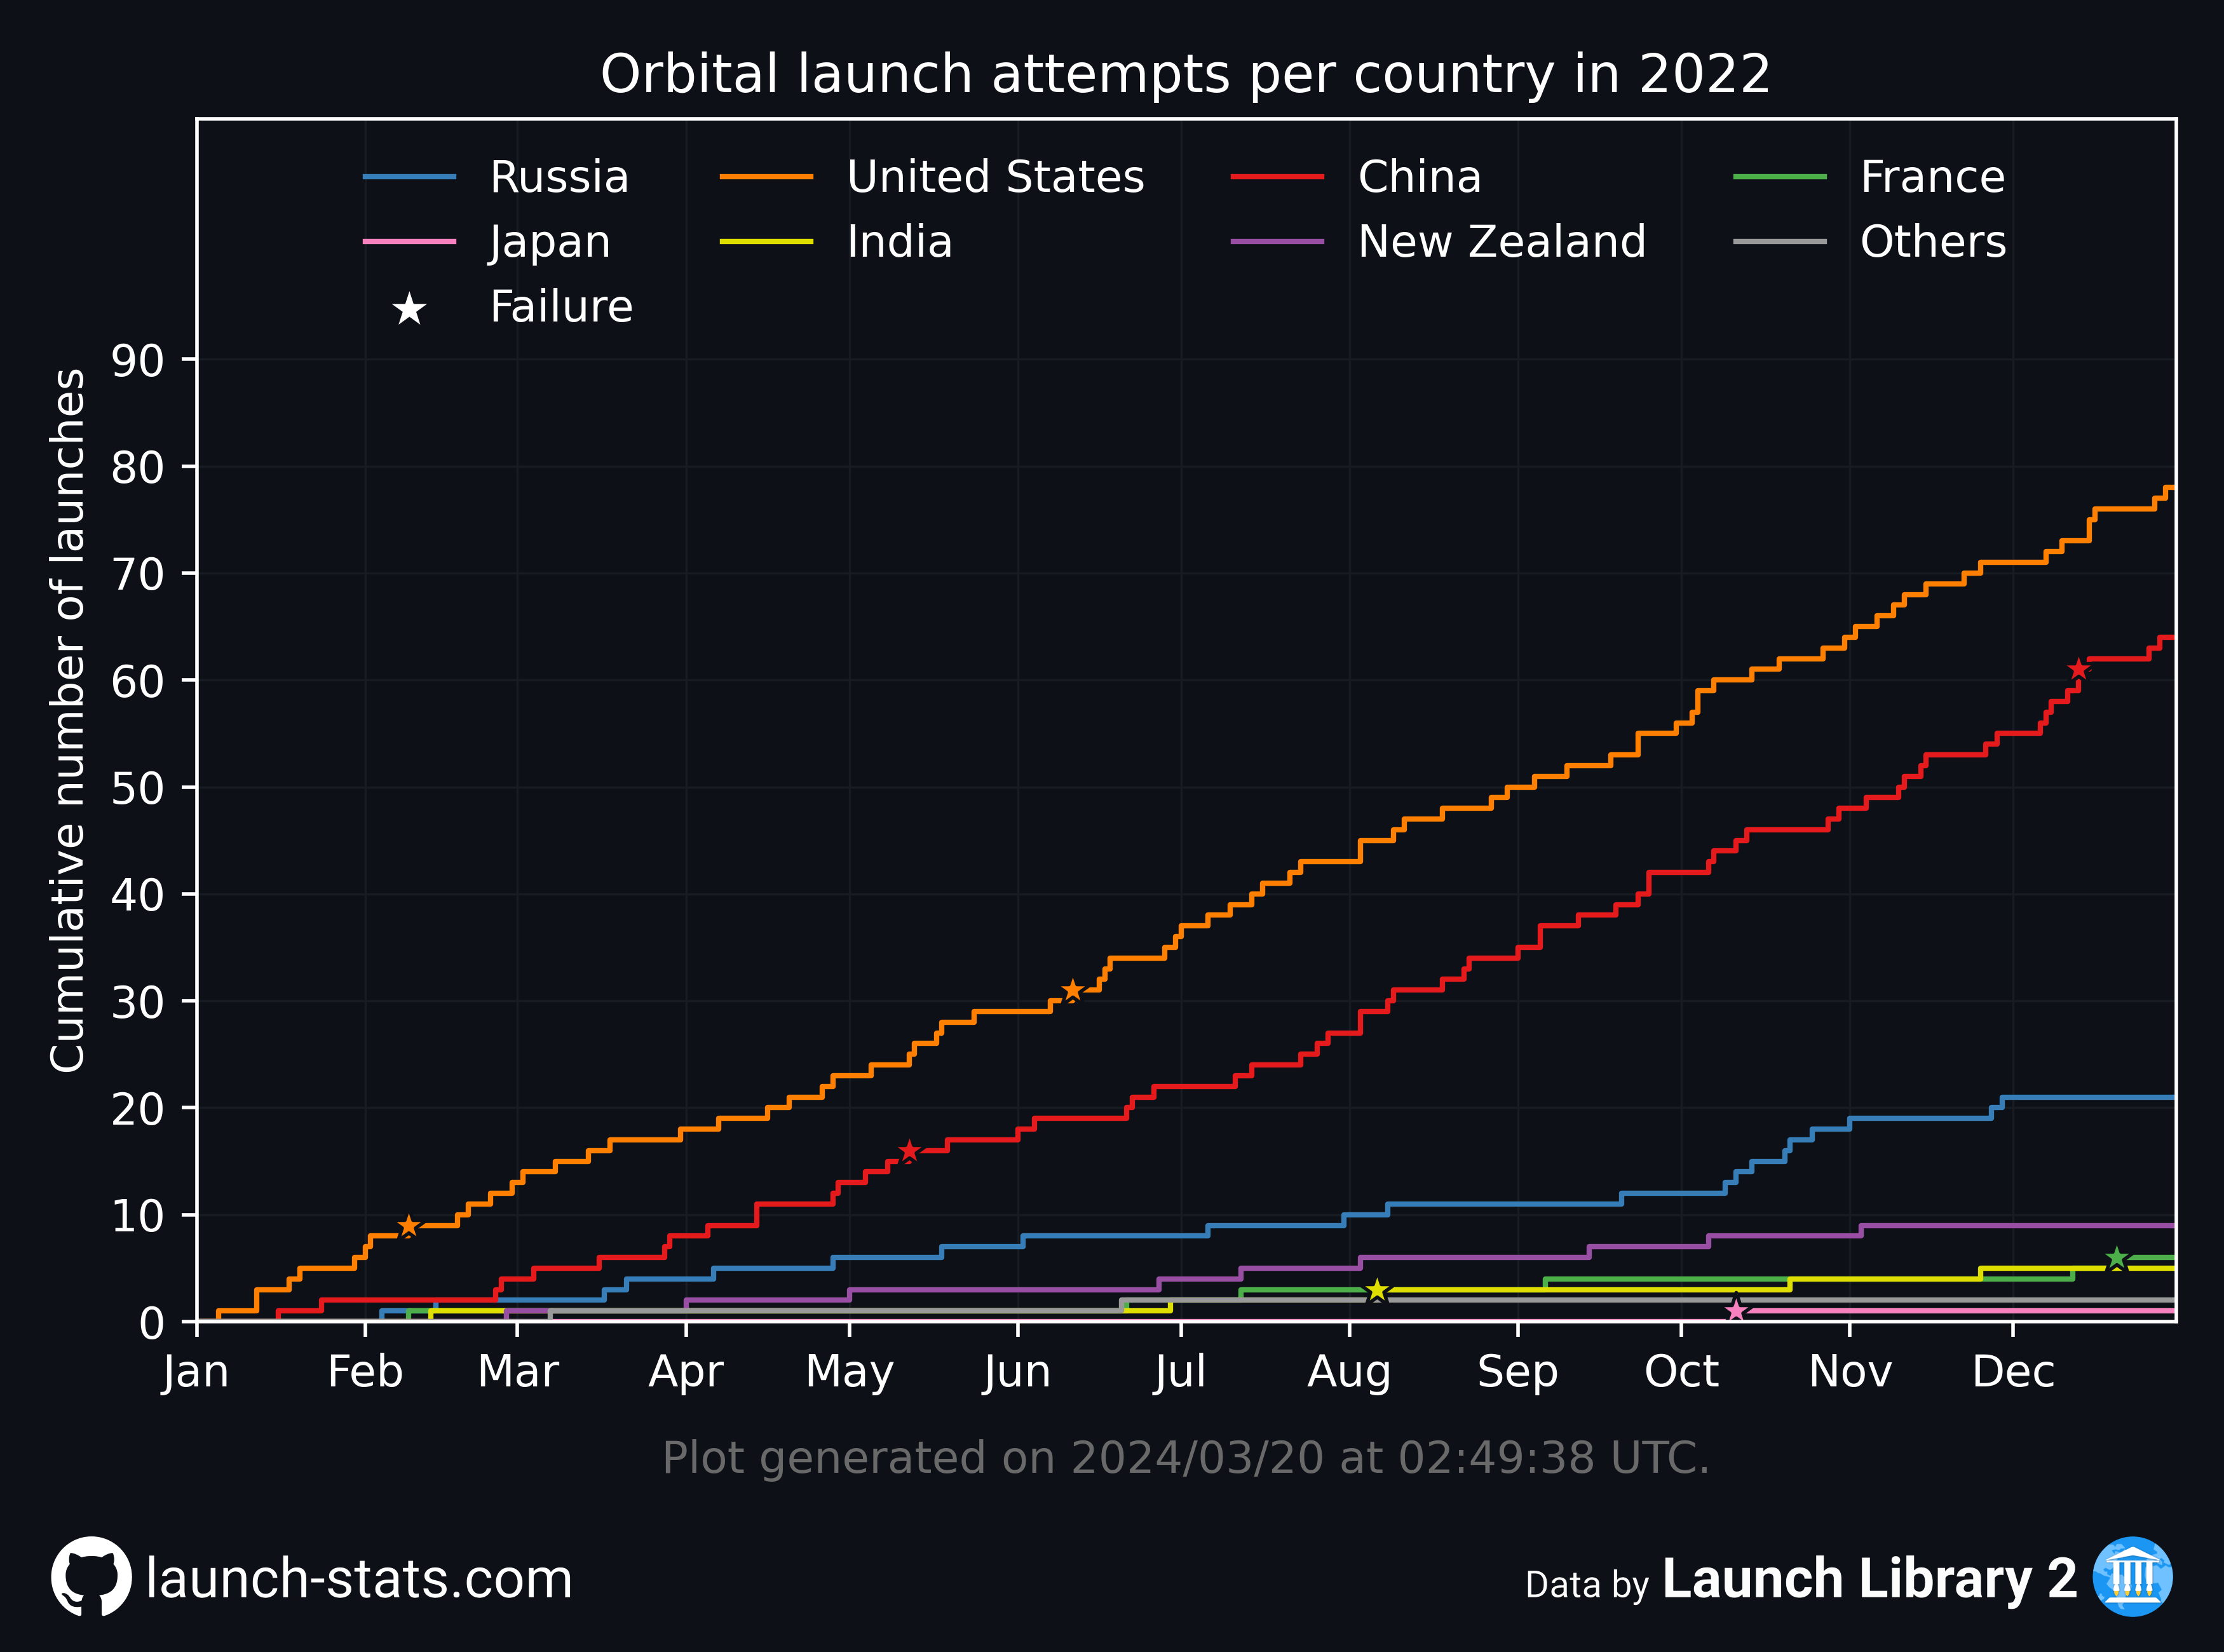 Orbital launch attempts per country in 2022
Russia United States China France
Japan India New Zealand Others
Failure
Cumulative number of launches
90
80
70
60
50
40
30
20
10
0
Jan Feb Mar Apr May Jun Jul Aug Sep Oct Nov Dec
Plot generated on 2024/03/20 at 02:49:38 UTC.
launch-stats.com
Data by Launch Library 2